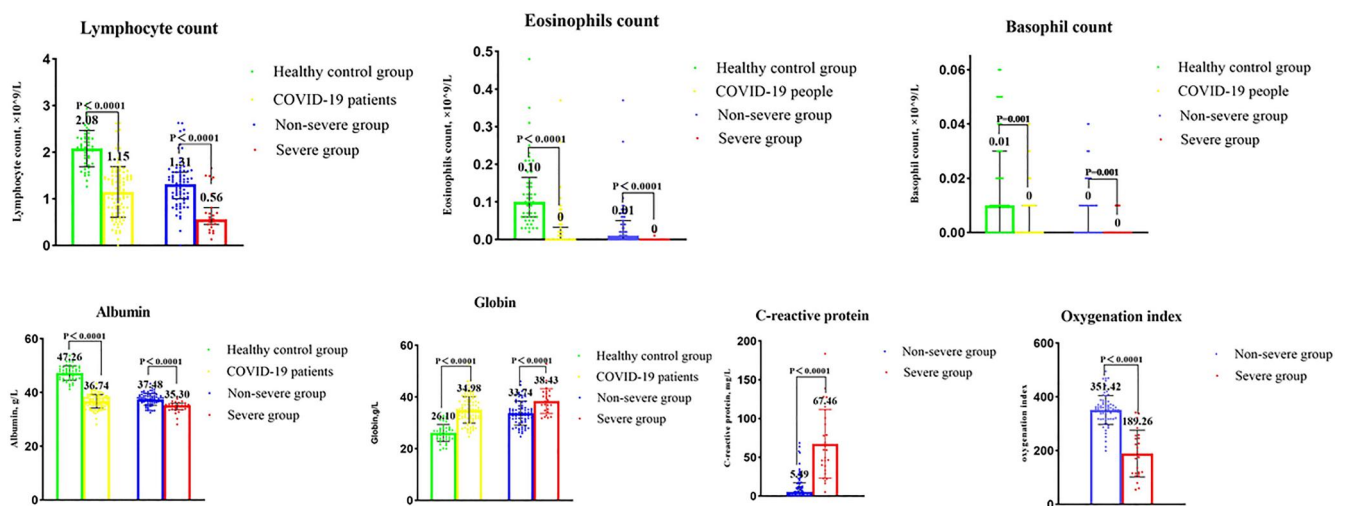 Lymphocyte count
Lymphocyte count, ×10^9/L
4
3
2
1
0
P＜0.0001
2.08
1.15
P＜0.0001
1.31
0.56
Healthy control group
COVID-19 patients
Non-severe group
Severe group
Eosinophils count
Eosinophils count, ×10^9/L
0.5
0.4
0.3
0.2
0.1
0.0
P＜0.0001
0.10
0
P＜0.0001
0.01
0
Healthy control group
COVID-19 people
Non-severe group
Severe group
Basophil count
Basophil count, ×10^9/L
0.06
0.04
0.02
0.00
P=0.001
0.01
0
P=0.001
0
0
Healthy control group
COVID-19 people
Non-severe group
Severe group
Albumin
Albumin, g/L
60
40
20
0
P＜0.0001
47.26
36.74
P＜0.0001
37.48
35.30
Healthy control group
COVID-19 patients
Non-severe group
Severe group
Globin
Globin,g/L
60
40
20
0
P＜0.0001
26.10
34.98
P＜0.0001
33.74
38.43
Healthy control group
COVID-19 patients
Non-severe group
Severe group
C-reactive protein
C-reactive protein, mg/L
200
150
100
50
0
P＜0.0001
5.49
67.46
Non-severe group
Severe group
Oxygenation index
oxygenation index
600
400
200
0
P＜0.0001
351.42
189.26
Non-severe group
Severe group